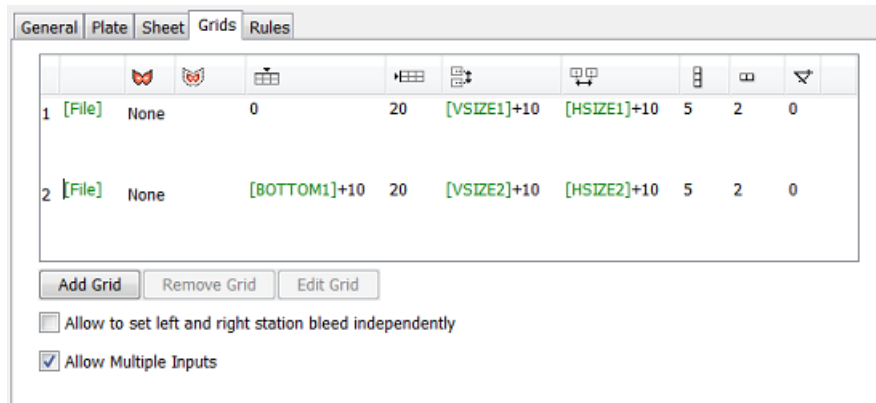 General Plate Sheet Grids Rules
1 [File] None 0 20 [VSIZE1]+10 [HSIZE1]+10 5 2 0
2 [File] None [BOTTOM1]+10 20 [VSIZE2]+10 [HSIZE2]+10 5 2 0
Add Grid Remove Grid Edit Grid
Allow to set left and right station bleed independently
Allow Multiple Inputs